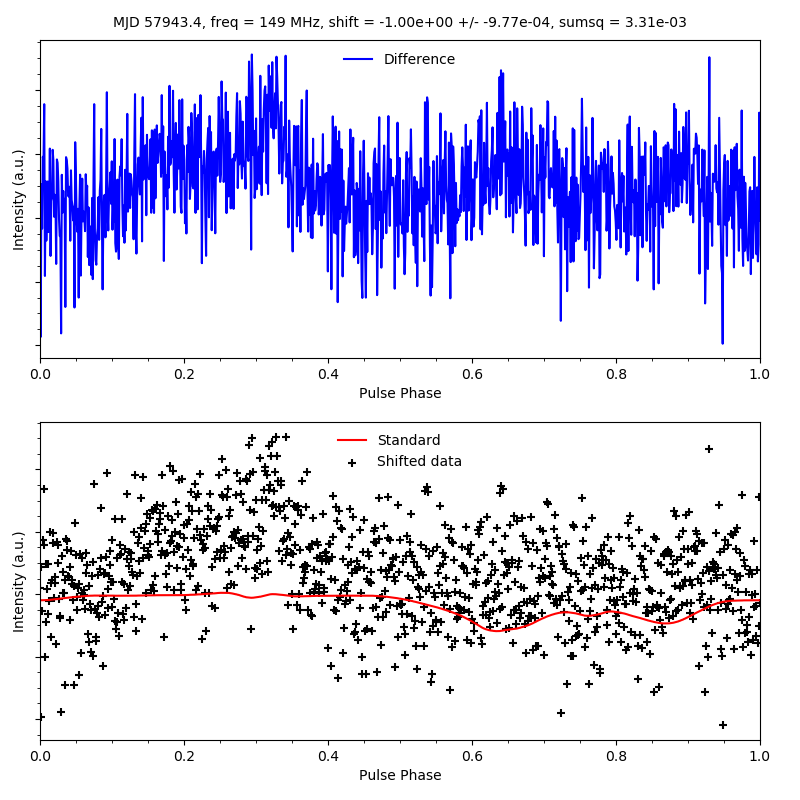 MJD 57943.4, freq = 149 MHz, shift = -1.00e+00 +/- -9.77e-04, sumsq = 3.31e-03
Difference
Intensity (a.u.)
0.0 0.2 0.4 0.6 0.8 1.0
Pulse Phase
Standard
Shifted data
Intensity (a.u.)
0.0 0.2 0.4 0.6 0.8 1.0
Pulse Phase